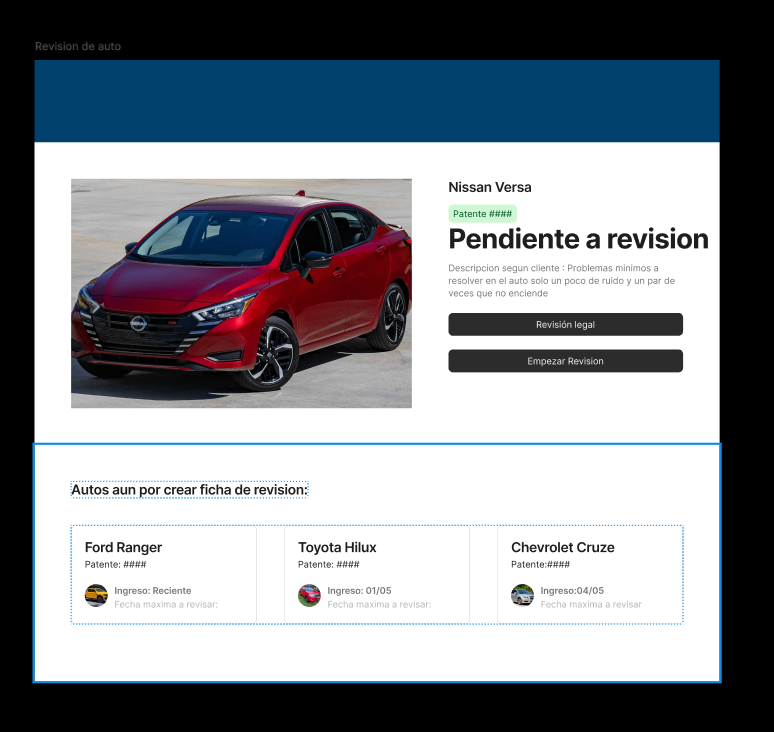 Revision de auto
Nissan Versa
Patente ####
Pendiente a revision
Descripcion segun cliente : Problemas minimos a
resolver en el auto solo un poco de ruido y un par de
veces que no enciende
Revisión legal
Empezar Revision
Autos aun por crear ficha de revision:
Ford Ranger
Patente: ####
Ingreso: Reciente
Fecha maxima a revisar:
Toyota Hilux
Patente: ####
Ingreso: 01/05
Fecha maxima a revisar:
Chevrolet Cruze
Patente:####
Ingreso:04/05
Fecha maxima a revisar